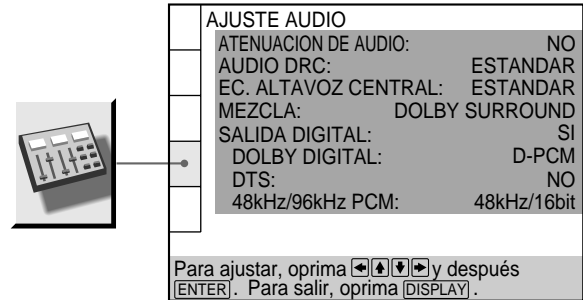 AJUSTE AUDIO
ATENUACION DE AUDIO: NO
AUDIO DRC: ESTANDAR
EC. ALTAVOZ CENTRAL: ESTANDAR
MEZCLA: DOLBY SURROUND
SALIDA DIGITAL: SI
DOLBY DIGITAL: D-PCM
DTS: NO
48kHz/96kHz PCM: 48kHz/16bit
Para ajustar, oprima ←↑↓→ y después
ENTER. Para salir, oprima DISPLAY.